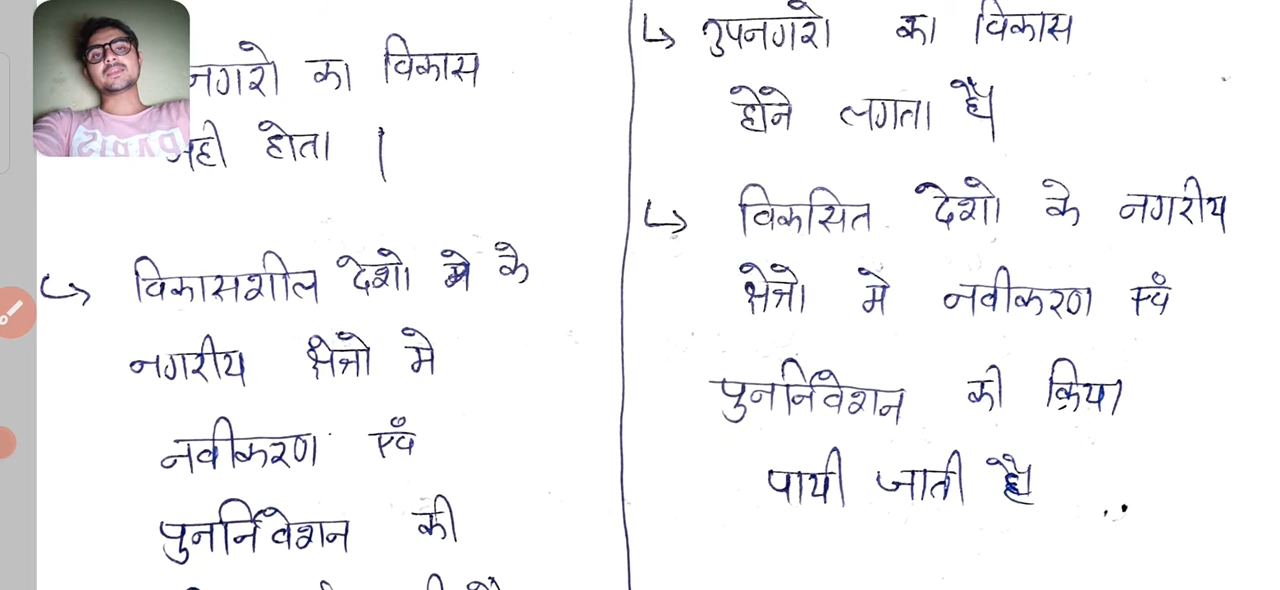 नगरो का विकास
नही होता |
↳ विकासशील देशो मे के
नगरीय क्षेत्रो मे
नवीकरण एवं
पुनर्निवेशन की
↳ उपनगरो का विकास
होने लगता है
↳ विकसित देशो के नगरीय
क्षेत्रो मे नवीकरण एवं
पुनर्निवेशन की क्रिया
पायी जाती है